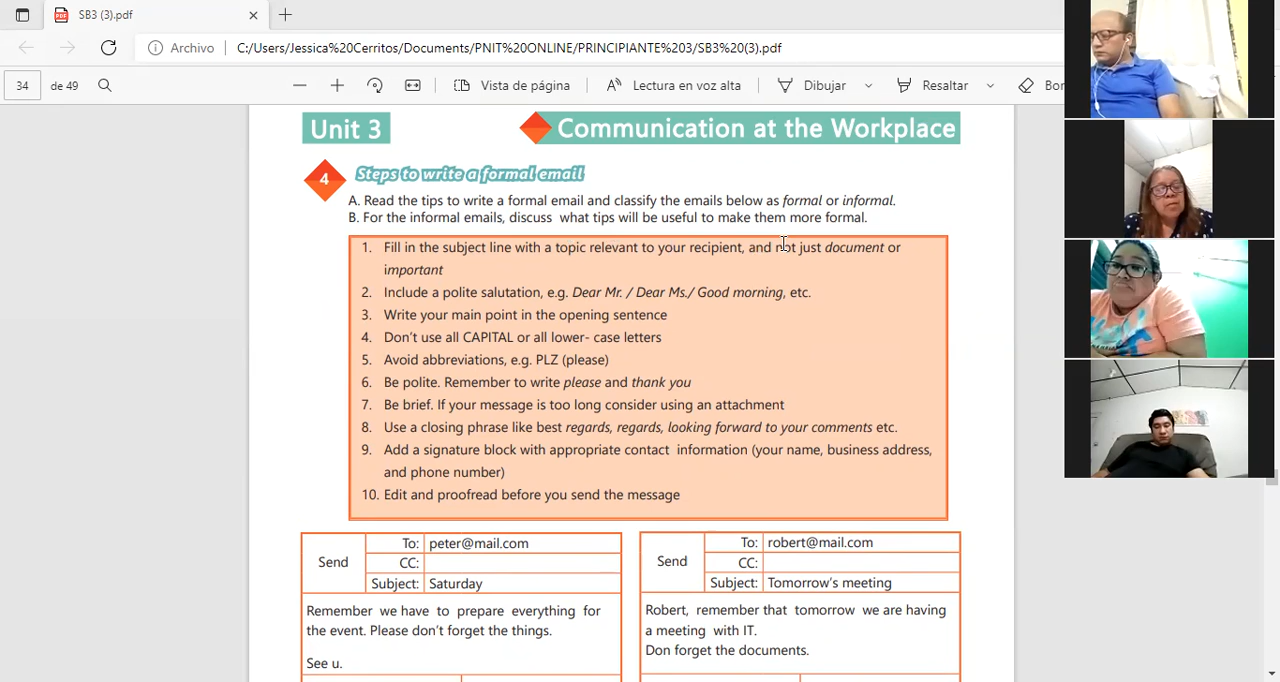 SB3 (3).pdf
Archivo
C:/Users/Jessica%20Cerritos/Documents/PNIT%20ONLINE/PRINCIPIANTE%203/SB3%20(3).pdf
34 de 49
Vista de página
Lectura en voz alta
Dibujar
Resaltar
Bor
Unit 3
Communication at the Workplace
4 Steps to write a formal email
A. Read the tips to write a formal email and classify the emails below as formal or informal.
B. For the informal emails, discuss what tips will be useful to make them more formal.
1. Fill in the subject line with a topic relevant to your recipient, and not just document or
important
2. Include a polite salutation, e.g. Dear Mr. / Dear Ms./ Good morning, etc.
3. Write your main point in the opening sentence
4. Don't use all CAPITAL or all lower- case letters
5. Avoid abbreviations, e.g. PLZ (please)
6. Be polite. Remember to write please and thank you
7. Be brief. If your message is too long consider using an attachment
8. Use a closing phrase like best regards, regards, looking forward to your comments etc.
9. Add a signature block with appropriate contact information (your name, business address,
and phone number)
10. Edit and proofread before you send the message
Send
To: peter@mail.com
CC:
Subject: Saturday
Remember we have to prepare everything for
the event. Please don't forget the things.
See u.
Send
To: robert@mail.com
CC:
Subject: Tomorrow's meeting
Robert, remember that tomorrow we are having
a meeting with IT.
Don forget the documents.